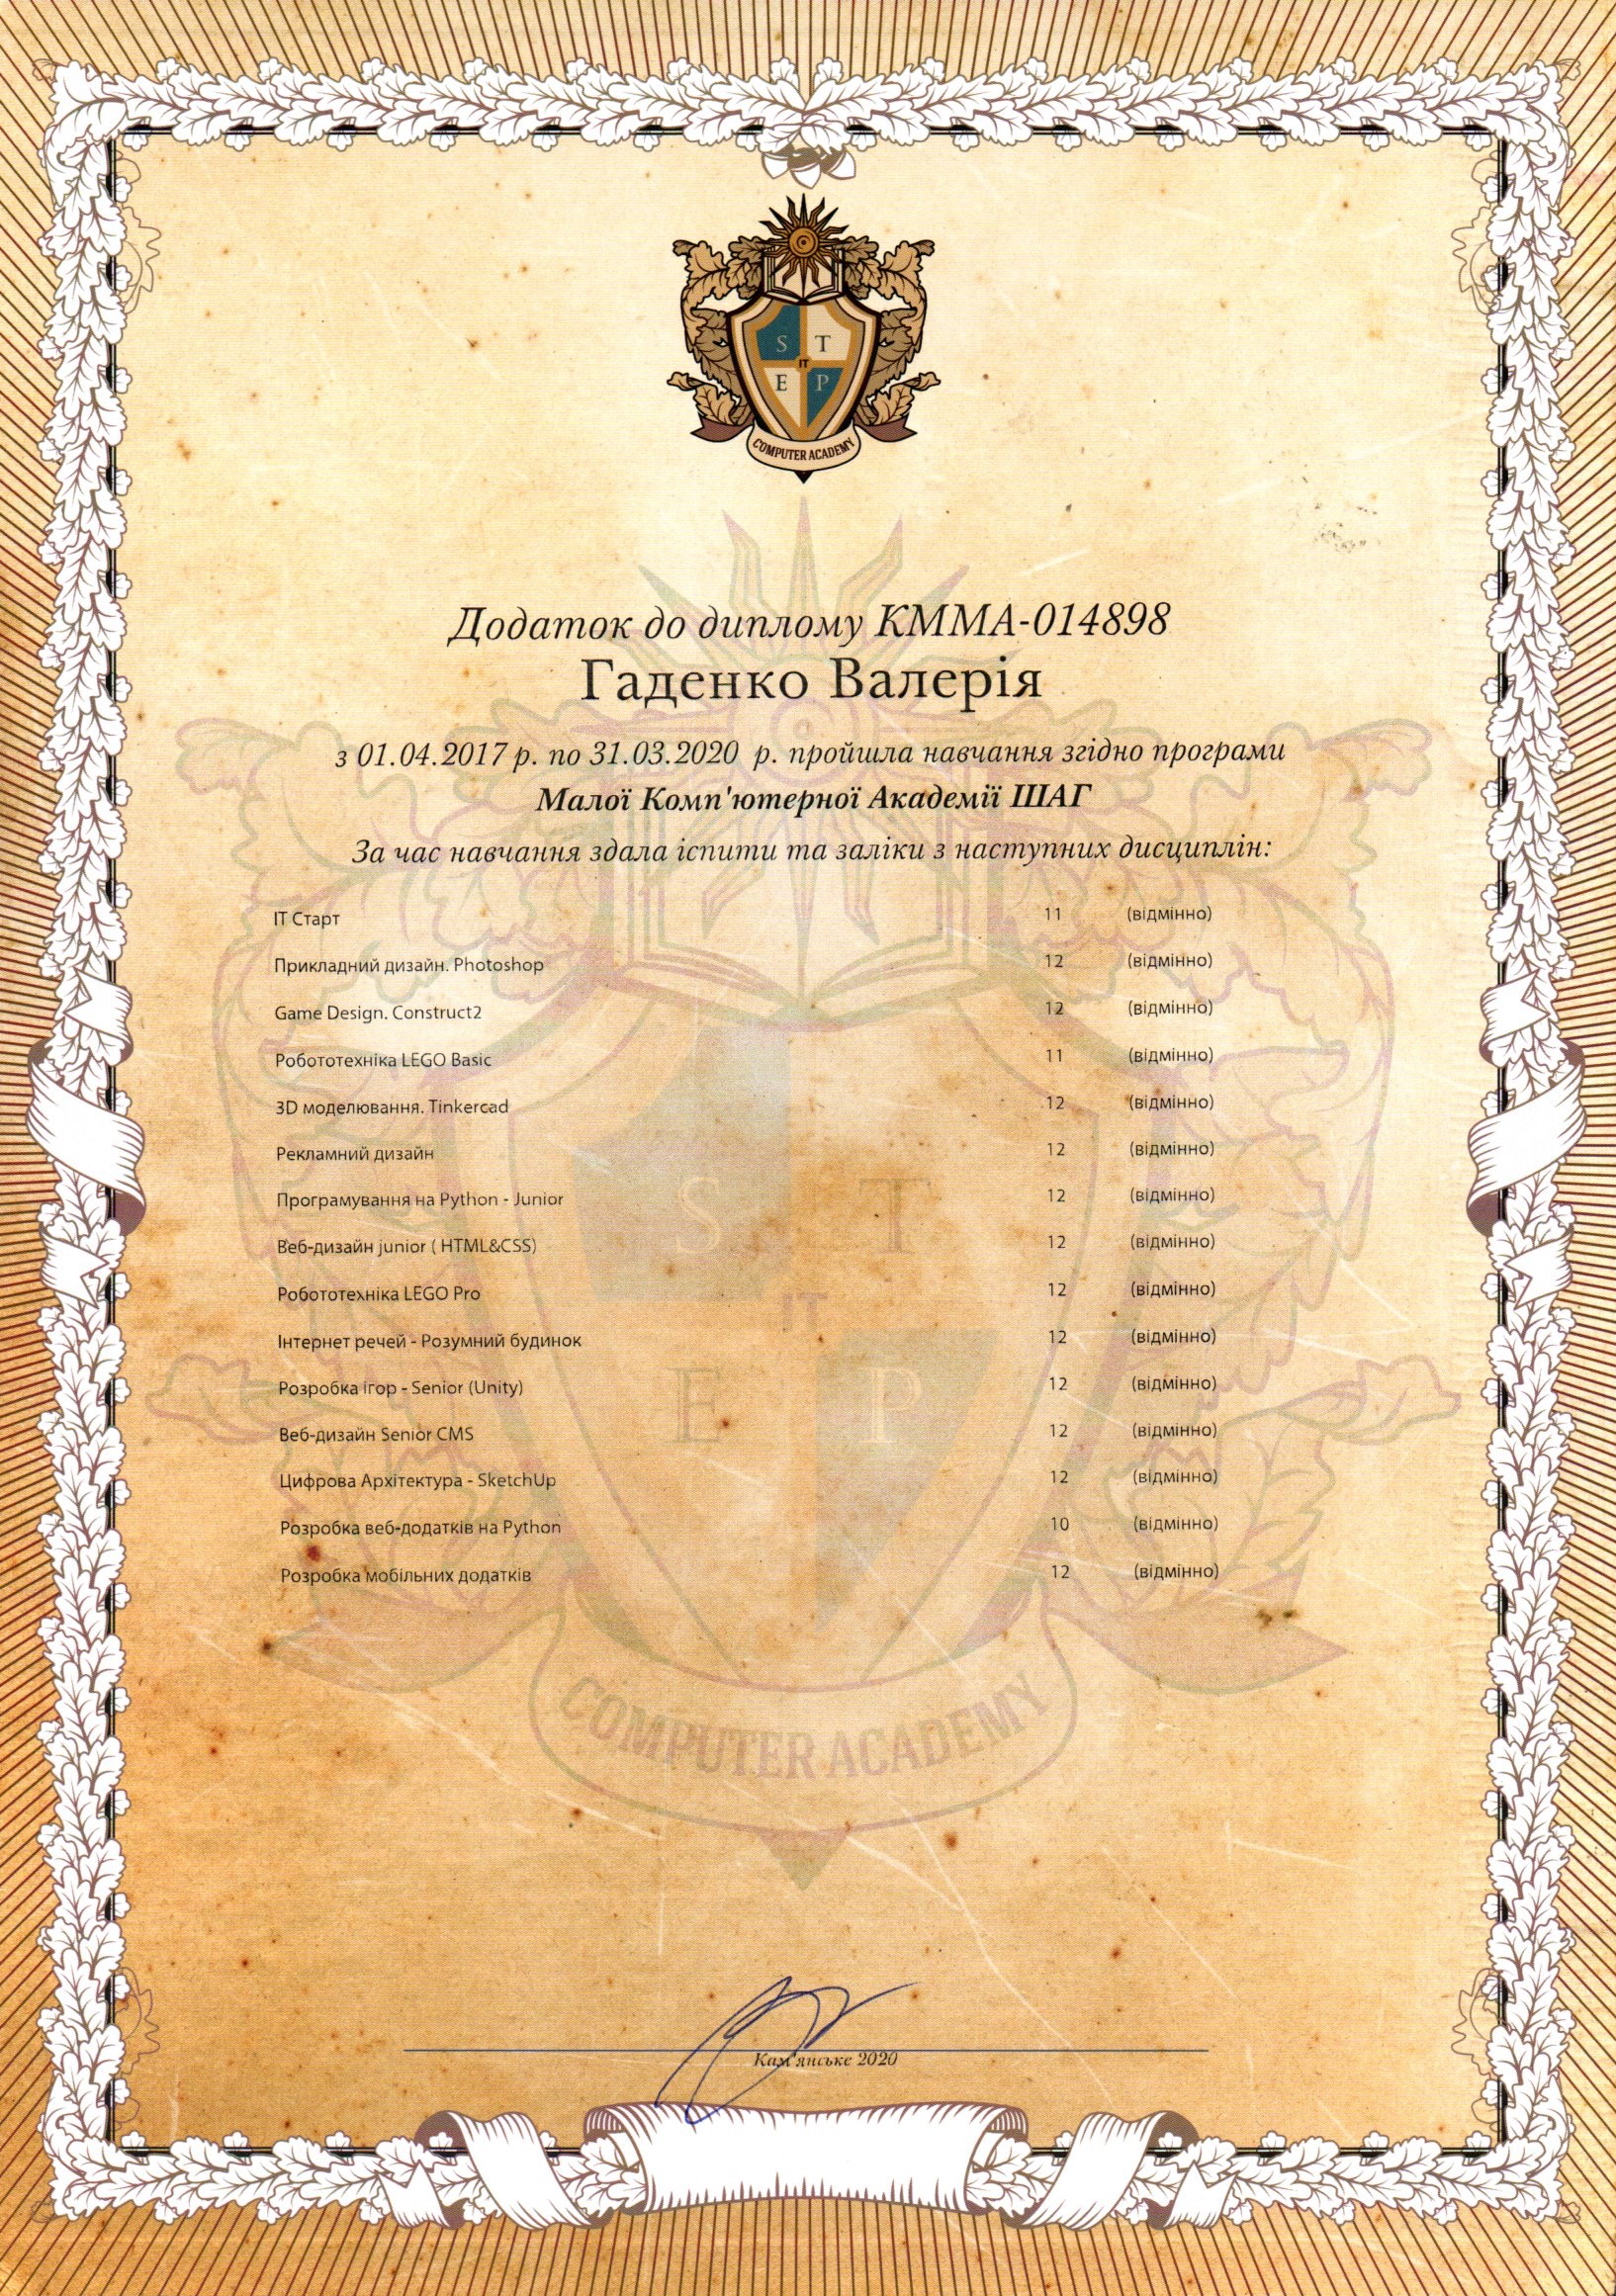 S T
IT
E P
COMPUTER ACADEMY
Додаток до диплому КММА-014898
Гаденко Валерія
з 01.04.2017 р. по 31.03.2020 р. пройшла навчання згідно програми
Малої Комп'ютерної Академії ШАГ
За час навчання здала іспити та заліки з наступних дисциплін:
ІТ Старт 11 (відмінно)
Прикладний дизайн. Photoshop 12 (відмінно)
Game Design. Construct2 12 (відмінно)
Робототехніка LEGO Basic 11 (відмінно)
3D моделювання. Tinkercad 12 (відмінно)
Рекламний дизайн 12 (відмінно)
Програмування на Python - Junior 12 (відмінно)
Веб-дизайн junior ( HTML&CSS) 12 (відмінно)
Робототехніка LEGO Pro 12 (відмінно)
Інтернет речей - Розумний будинок 12 (відмінно)
Розробка ігор - Senior (Unity) 12 (відмінно)
Веб-дизайн Senior CMS 12 (відмінно)
Цифрова Архітектура - SketchUp 12 (відмінно)
Розробка веб-додатків на Python 10 (відмінно)
Розробка мобільних додатків 12 (відмінно)
S T
IT
E P
COMPUTER ACADEMY
Кам'янське 2020